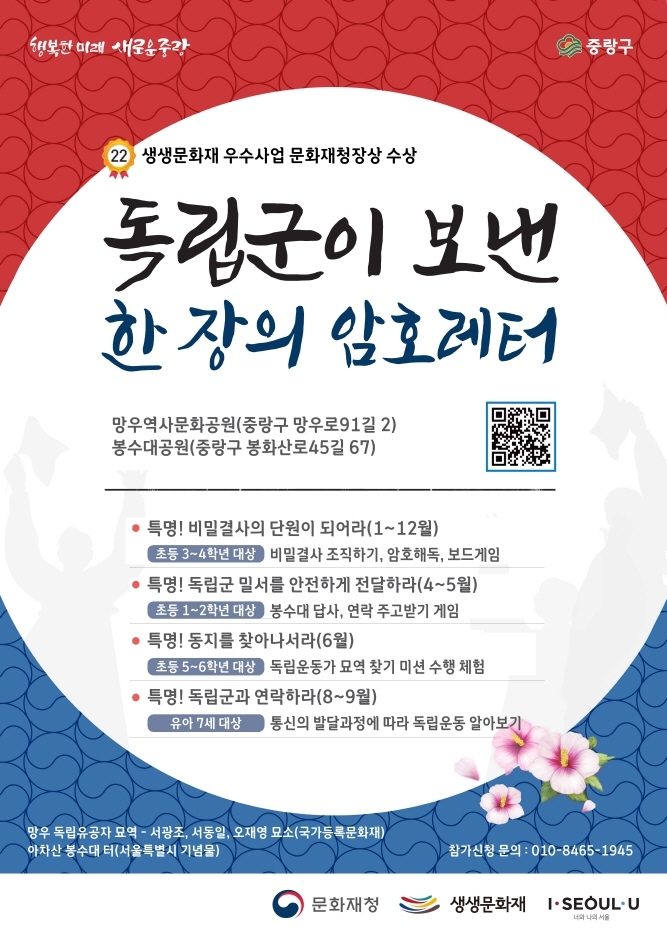 행복한 미래 새로운 중랑
중랑구
22 생생문화재 우수사업 문화재청장상 수상
독립군이 보낸
한 장의 암호레터
망우역사문화공원(중랑구 망우로91길 2)
봉수대공원(중랑구 봉화산로45길 67)
특명! 비밀결사의 단원이 되어라(1~12월)
초등 3~4학년 대상 비밀결사 조직하기, 암호해독, 보드게임
특명! 독립군 밀서를 안전하게 전달하라(4~5월)
초등 1~2학년 대상 봉수대 답사, 연락 주고받기 게임
특명! 동지를 찾아나서라(6월)
초등 5~6학년 대상 독립운동가 묘역 찾기 미션 수행 체험
특명! 독립군과 연락하라(8~9월)
유아 7세 대상 통신의 발달과정에 따라 독립운동 알아보기
망우 독립유공자 묘역 - 서광조, 서동일, 오재영 묘소(국가등록문화재)
아차산 봉수대 터(서울특별시 기념물)
참가신청 문의 : 010-8465-1945
문화재청
생생문화재
I·SEOUL·U
너와 나의 서울